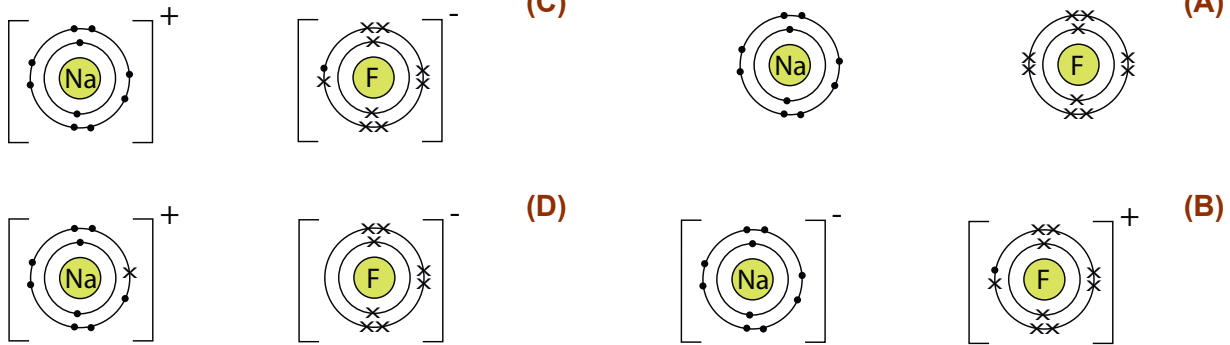 (A)
Na
F
(C)
[Na]+
[F]-
(B)
[Na]-
[F]+
(D)
[Na]+
[F]-